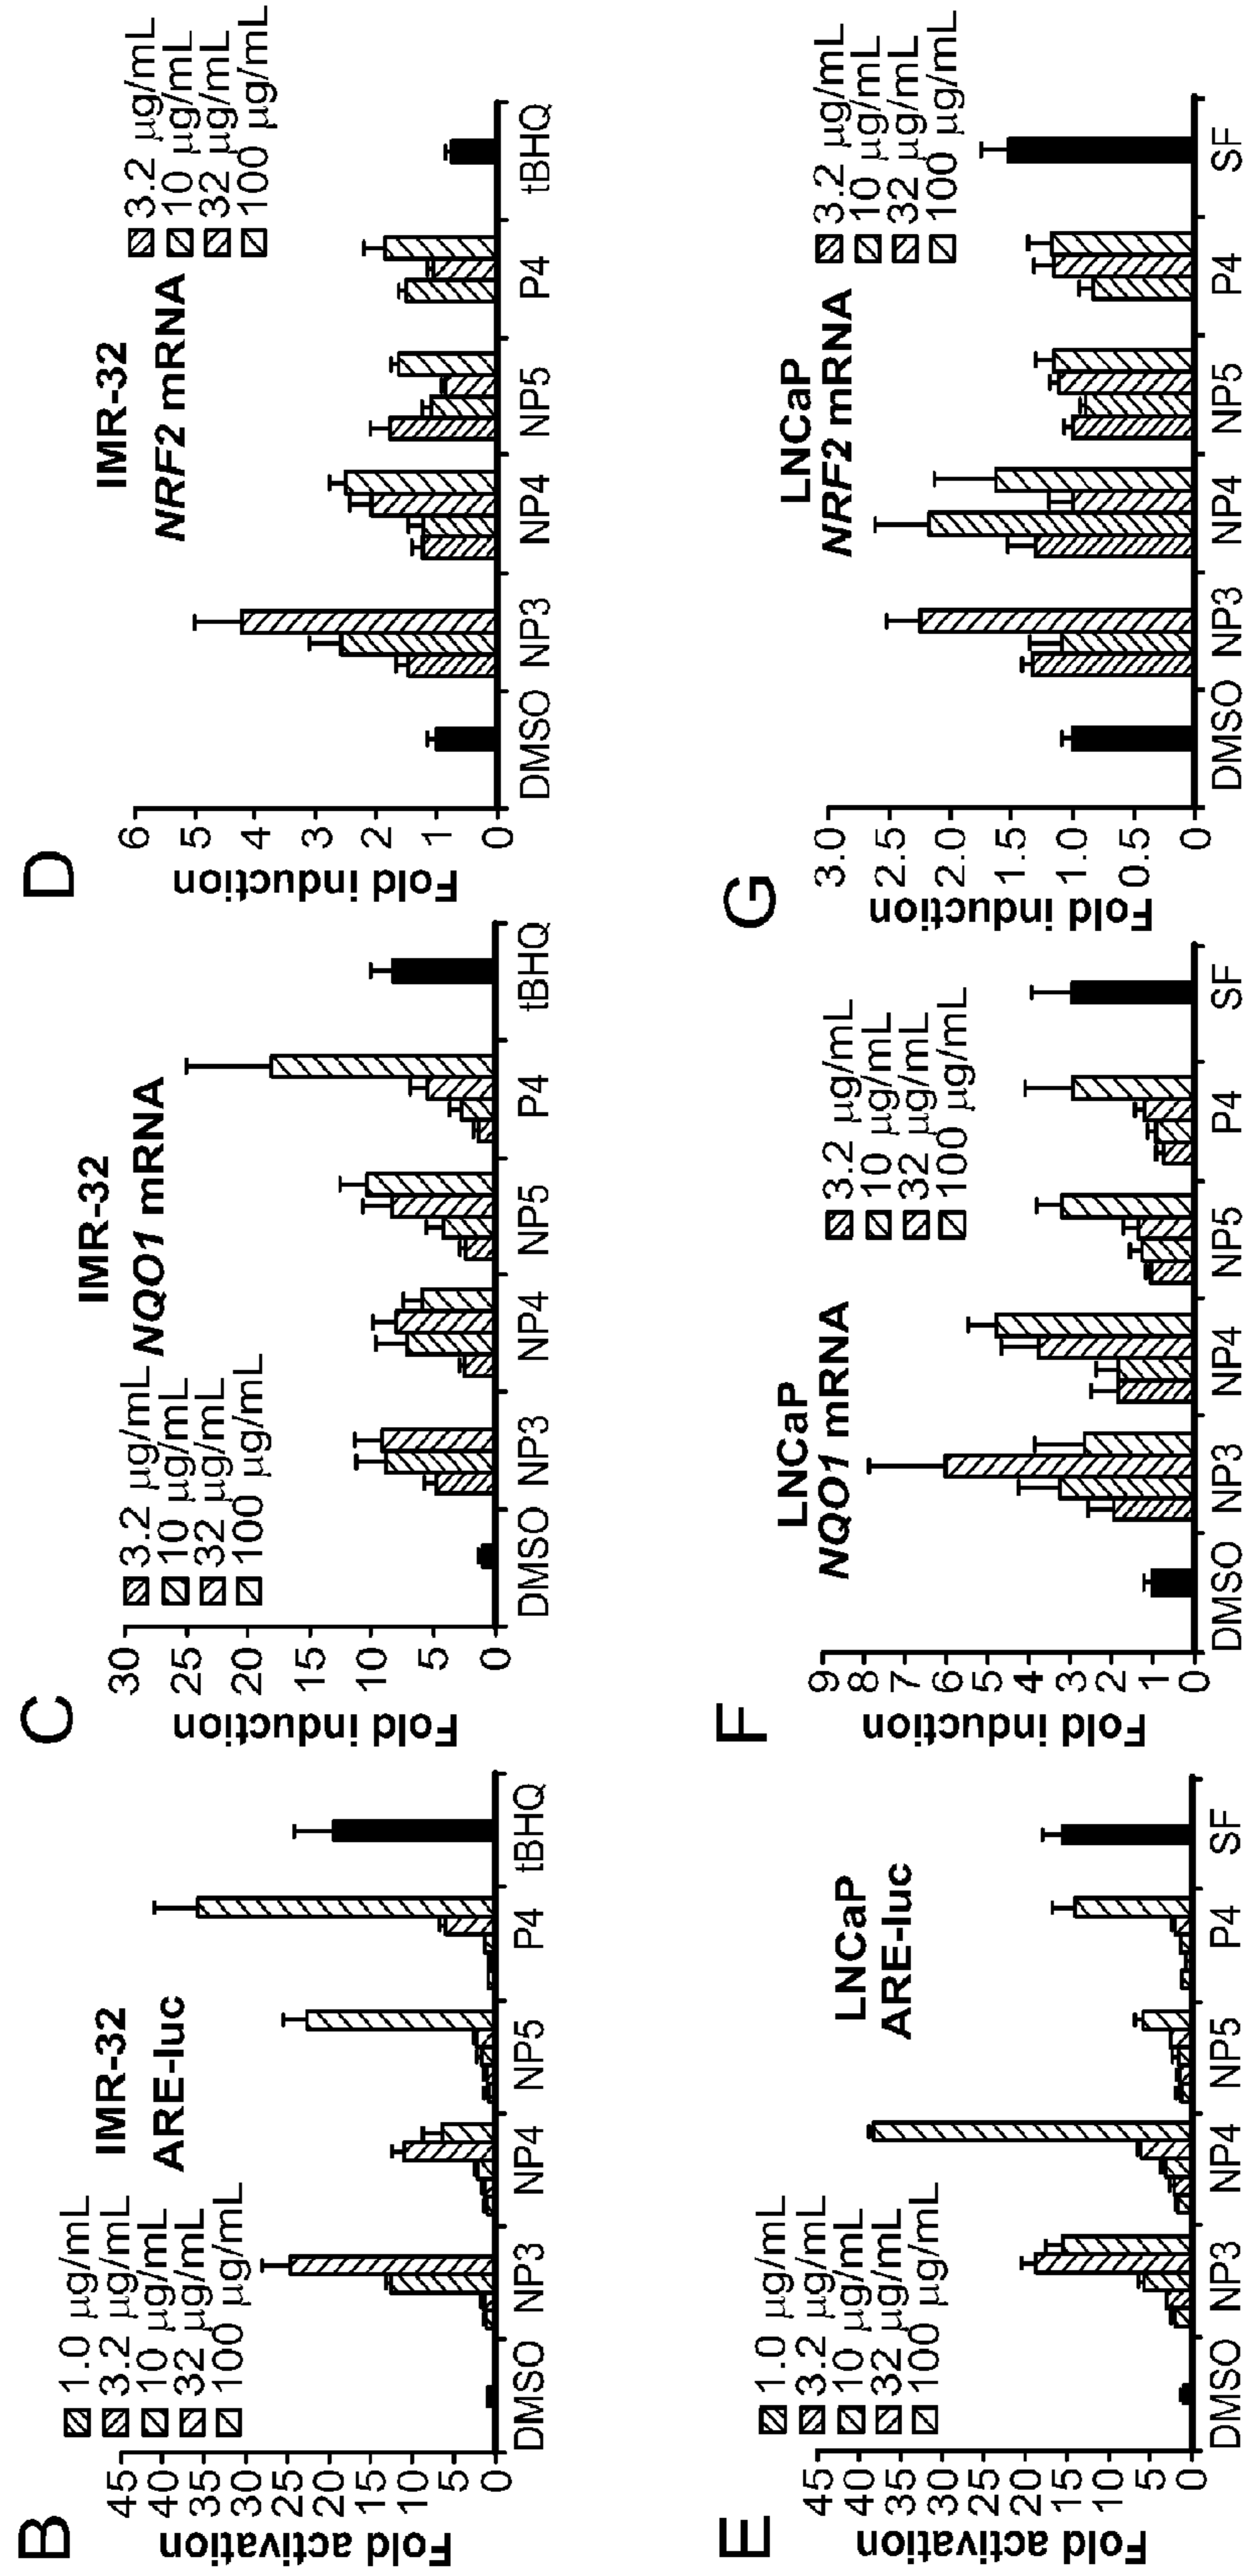 B
IMR-32
ARE-luc
1.0 µg/mL
3.2 µg/mL
10 µg/mL
32 µg/mL
100 µg/mL
Fold activation
45
40
35
30
25
20
15
10
5
0
DMSO NP3 NP4 NP5 P4 tBHQ
C
IMR-32
NQO1 mRNA
3.2 µg/mL
10 µg/mL
32 µg/mL
100 µg/mL
Fold induction
30
25
20
15
10
5
0
DMSO NP3 NP4 NP5 P4 tBHQ
D
IMR-32
NRF2 mRNA
3.2 µg/mL
10 µg/mL
32 µg/mL
100 µg/mL
Fold induction
6
5
4
3
2
1
0
DMSO NP3 NP4 NP5 P4 tBHQ
E
LNCaP
ARE-luc
1.0 µg/mL
3.2 µg/mL
10 µg/mL
32 µg/mL
100 µg/mL
Fold activation
45
40
35
30
25
20
15
10
5
0
DMSO NP3 NP4 NP5 P4 SF
F
LNCaP
NQO1 mRNA
3.2 µg/mL
10 µg/mL
32 µg/mL
100 µg/mL
Fold induction
9
8
7
6
5
4
3
2
1
0
DMSO NP3 NP4 NP5 P4 SF
G
LNCaP
NRF2 mRNA
3.2 µg/mL
10 µg/mL
32 µg/mL
100 µg/mL
Fold induction
3.0
2.5
2.0
1.5
1.0
0.5
0
DMSO NP3 NP4 NP5 P4 SF